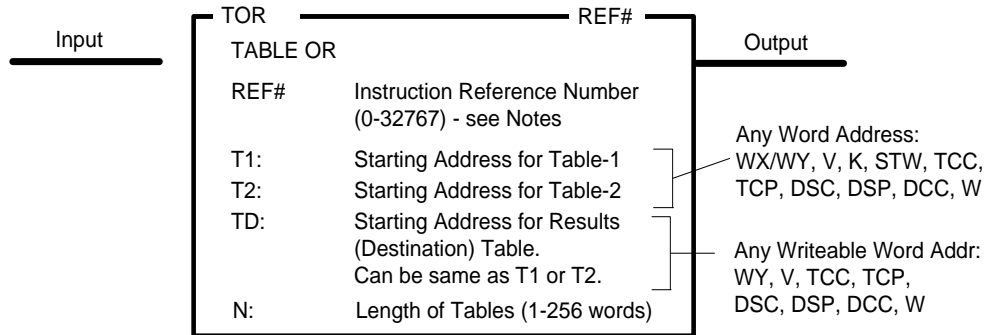 TOR REF#
Input
TABLE OR
Output
REF# Instruction Reference Number
(0-32767) - see Notes
T1: Starting Address for Table-1
T2: Starting Address for Table-2
TD: Starting Address for Results
(Destination) Table.
Can be same as T1 or T2.
N: Length of Tables (1-256 words)
Any Word Address:
WX/WY, V, K, STW, TCC,
TCP, DSC, DSP, DCC, W
Any Writeable Word Addr:
WY, V, TCC, TCP,
DSC, DSP, DCC, W